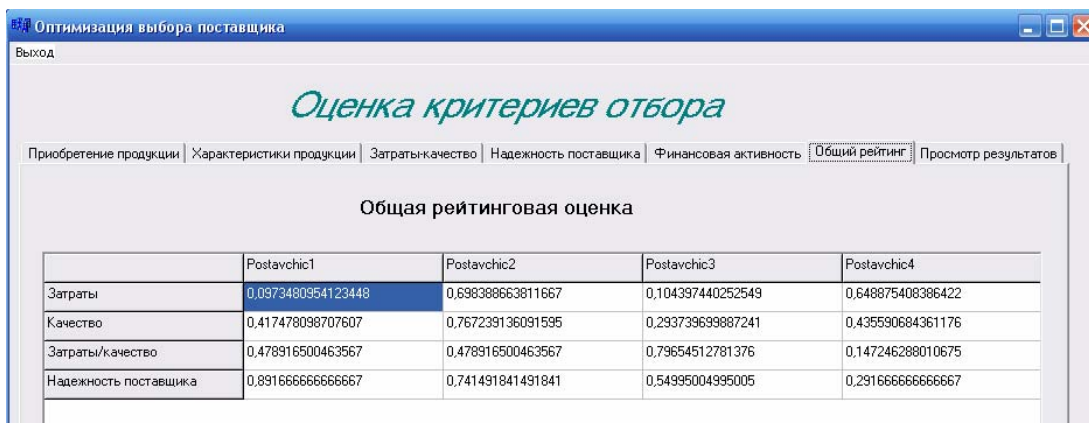 Оптимизация выбора поставщика
Выход
Оценка критериев отбора
Приобретение продукции Характеристики продукции Затраты-качество Надежность поставщика Финансовая активность Общий рейтинг Просмотр результатов
Общая рейтинговая оценка
Postavchic1 Postavchic2 Postavchic3 Postavchic4
Затраты 0,0973480954123448 0,698388663811667 0,104397440252549 0,648875408386422
Качество 0,417478098707607 0,767239136091595 0,293739699887241 0,435590684361176
Затраты/качество 0,478916500463567 0,478916500463567 0,79654512781376 0,147246288010675
Надежность поставщика 0,891666666666667 0,741491841491841 0,54995004995005 0,291666666666667